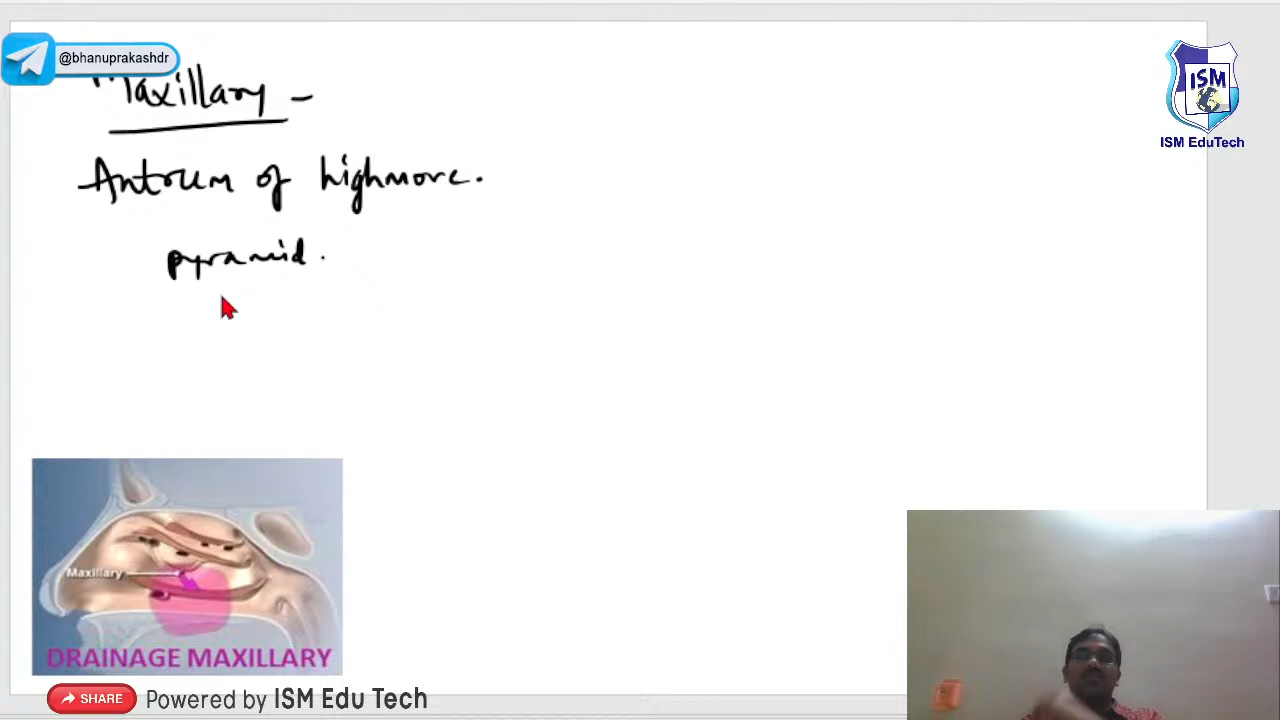 @bhanuprakashdr
Maxillary -
Antrum of highmore.
pyramid.
ISM
ISM EduTech
Maxillary
DRAINAGE MAXILLARY
SHARE
Powered by ISM Edu Tech